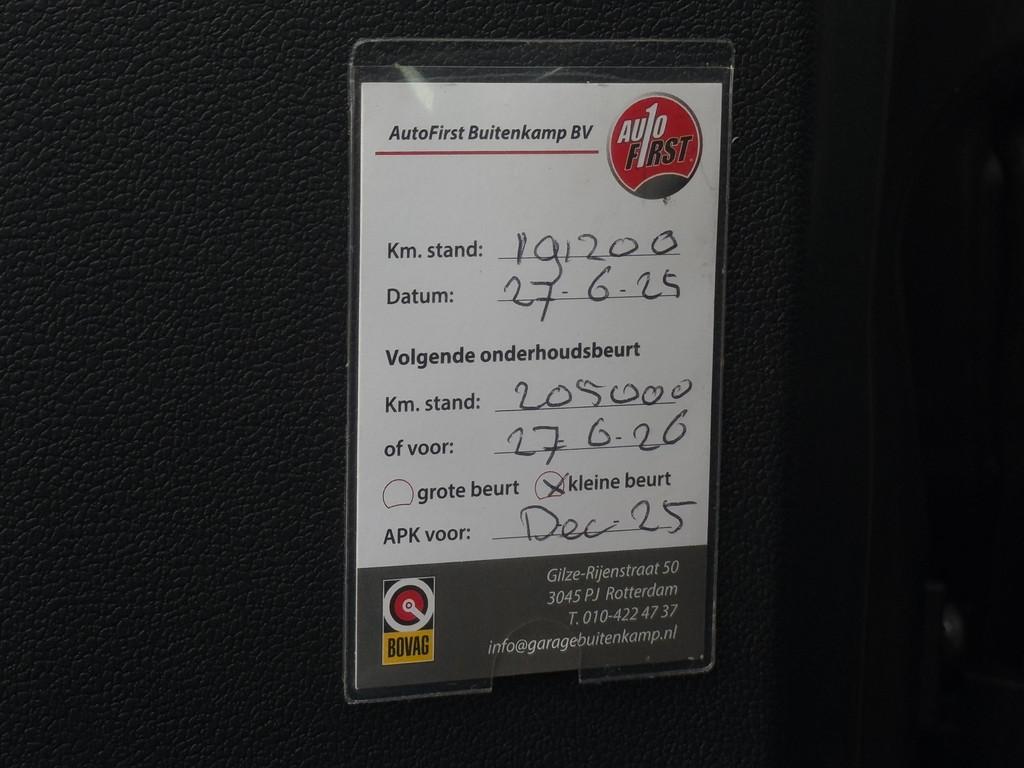 AutoFirst Buitenkamp BV
AUTO
F1RST
Km. stand: 191200
Datum: 27-6-25
Volgende onderhoudsbeurt
Km. stand: 205000
of voor: 27-6-26
grote beurt kleine beurt
APK voor: Dec-25
Gilze-Rijenstraat 50
3045 PJ Rotterdam
T. 010-422 47 37
info@garagebuitenkamp.nl
BOVAG